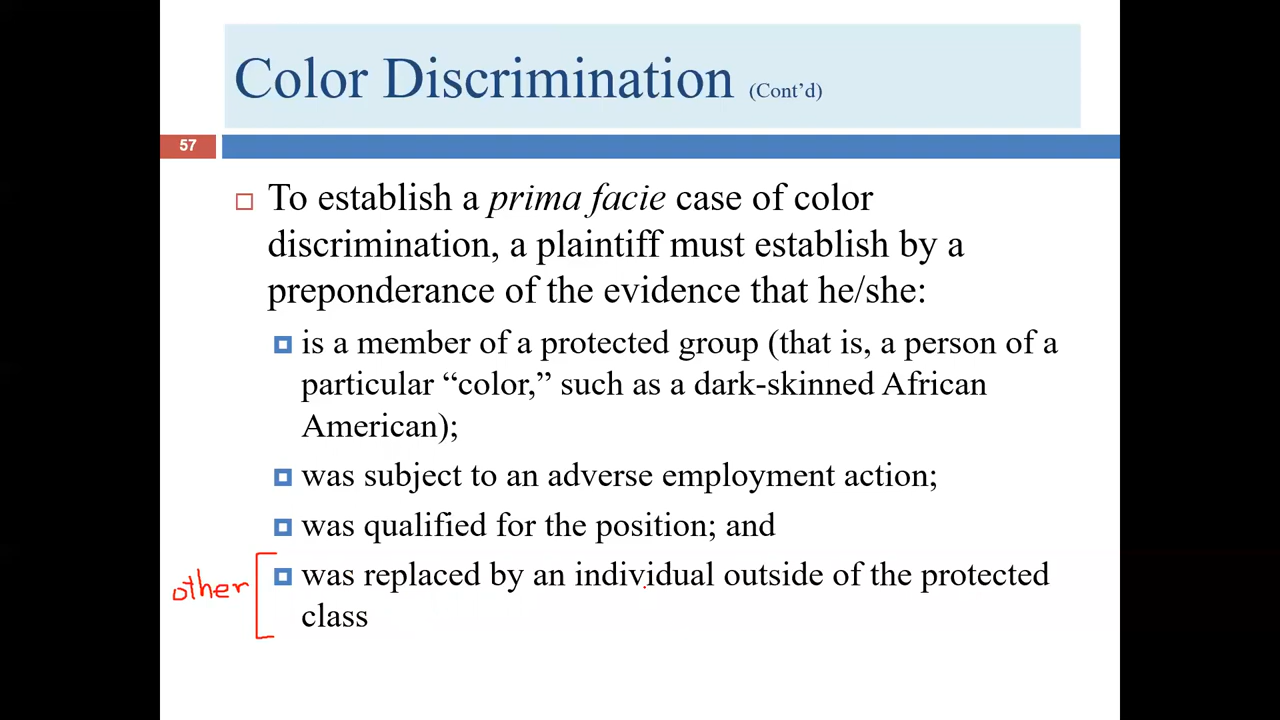 Color Discrimination (Cont’d)
57
To establish a prima facie case of color
discrimination, a plaintiff must establish by a
preponderance of the evidence that he/she:
is a member of a protected group (that is, a person of a
particular “color,” such as a dark-skinned African
American);
was subject to an adverse employment action;
was qualified for the position; and
other
was replaced by an individual outside of the protected
class